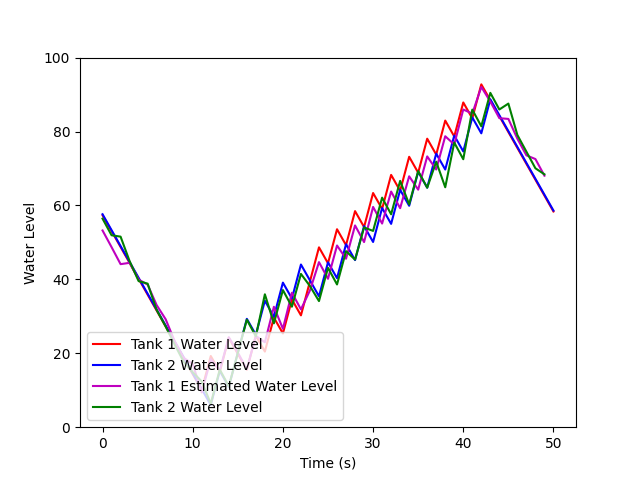 100
80
60
40
20
0
Water Level
Tank 1 Water Level
Tank 2 Water Level
Tank 1 Estimated Water Level
Tank 2 Water Level
0 10 20 30 40 50
Time (s)